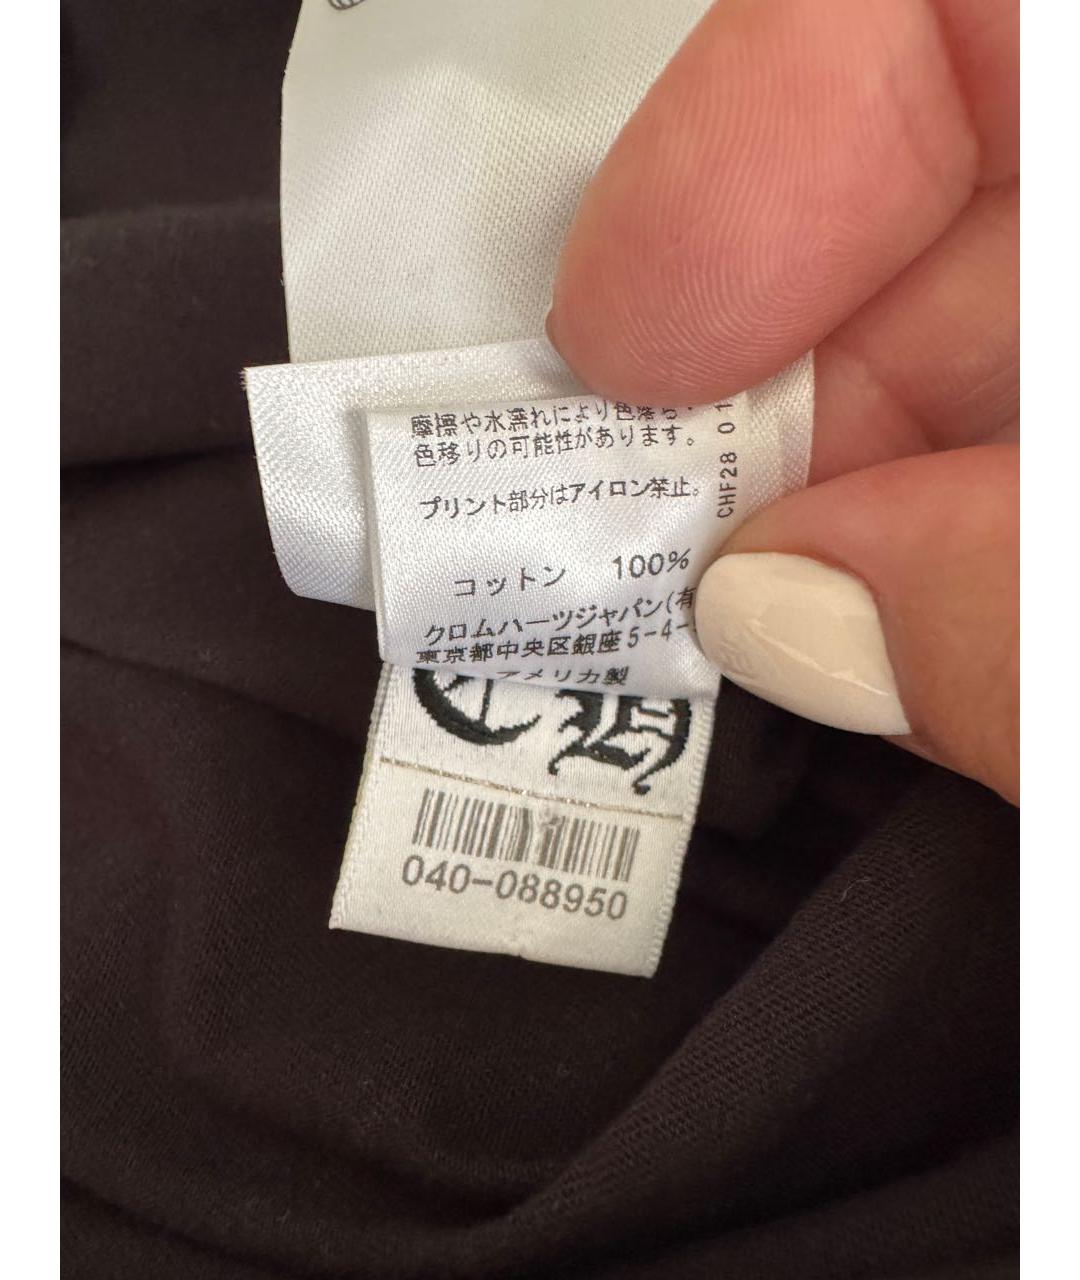 摩擦や水濡れにより色落ち・
色移りの可能性があります。
プリント部分はアイロン禁止。
コットン 100%
クロムハーツジャパン(有
東京都中央区銀座5-4-
アメリカ製
CHF28 01
CH
040-088950